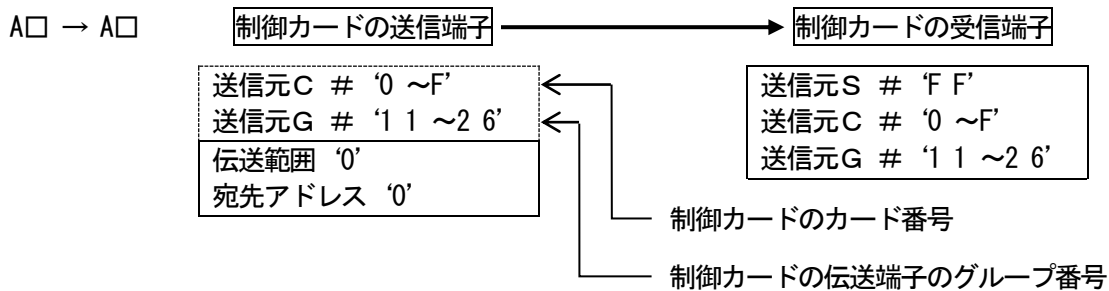 A□ → A□ 制御カードの送信端子 制御カードの受信端子
送信元C # ‘0 ～F’ 送信元S # ‘F F’
送信元G # ‘1 1 ～2 6’ 送信元C # ‘0 ～F’
伝送範囲 ‘0’ 送信元G # ‘1 1 ～2 6’
宛先アドレス ‘0’
制御カードのカード番号
制御カードの伝送端子のグループ番号